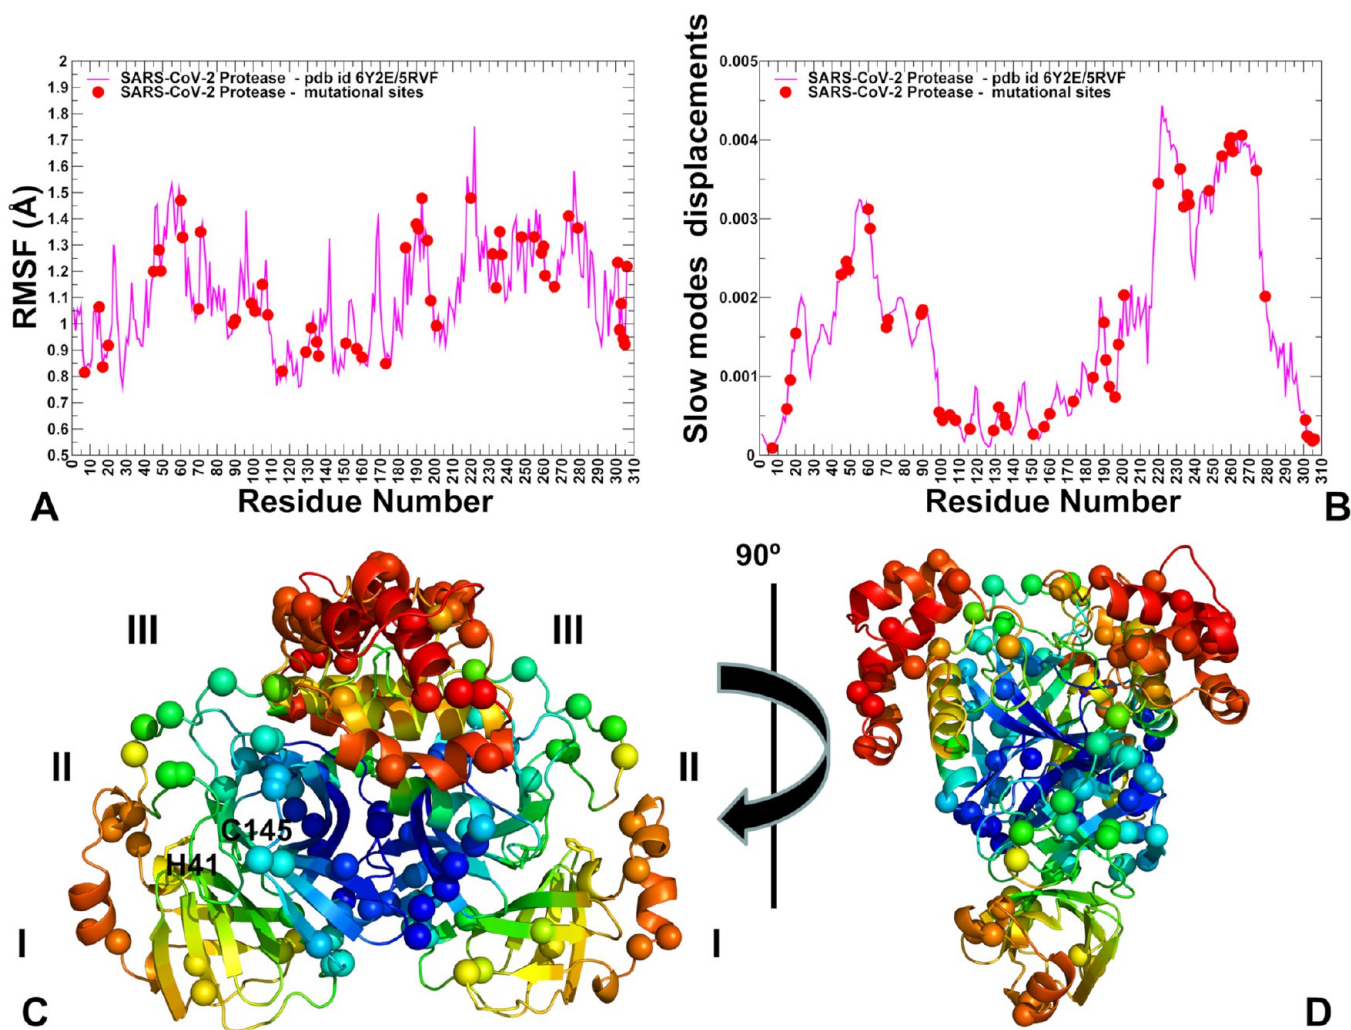 SARS-CoV-2 Protease - pdb id 6Y2E/5RVF
SARS-CoV-2 Protease - mutational sites
RMSF (Å)
2
1.9
1.8
1.7
1.6
1.5
1.4
1.3
1.2
1.1
1
0.9
0.8
0.7
0.6
0.5
0 10 20 30 40 50 60 70 80 90 100 110 120 130 140 150 160 170 180 190 200 210 220 230 240 250 260 270 280 290 300 310
Residue Number
A
SARS-CoV-2 Protease - pdb id 6Y2E/5RVF
SARS-CoV-2 Protease - mutational sites
Slow modes displacements
0.005
0.004
0.003
0.002
0.001
0
0 10 20 30 40 50 60 70 80 90 100 110 120 130 140 150 160 170 180 190 200 210 220 230 240 250 260 270 280 290 300 310
Residue Number
B
III
III
II
II
C145
H41
I
I
C
90º
D